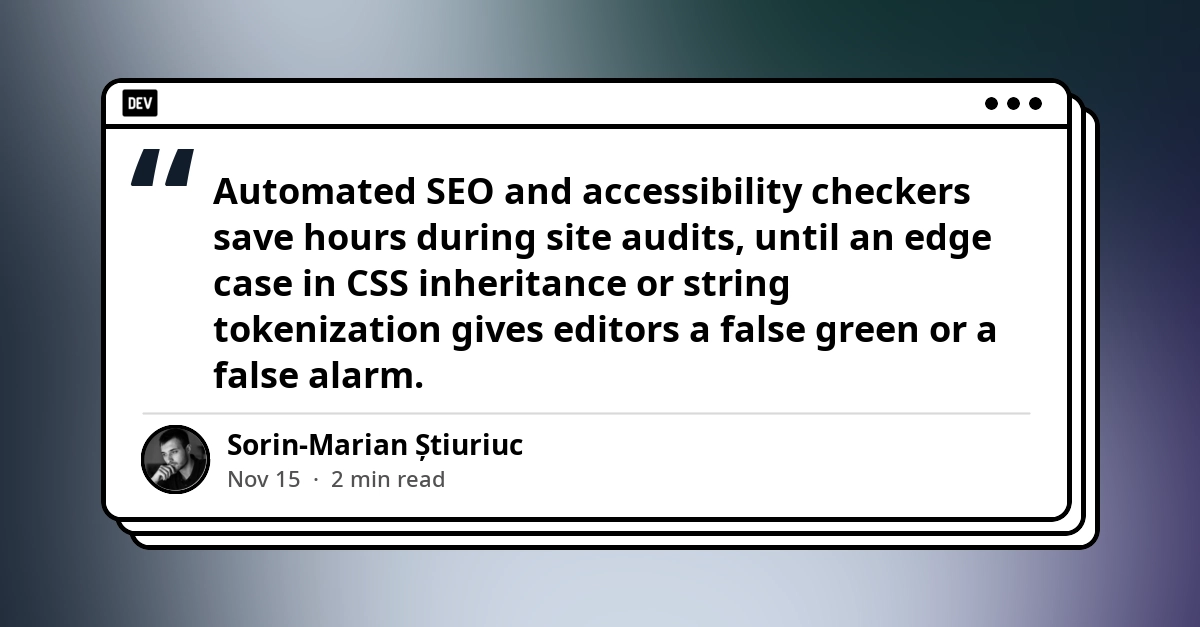 DEV
“
Automated SEO and accessibility checkers
save hours during site audits, until an edge
case in CSS inheritance or string
tokenization gives editors a false green or a
false alarm.
Sorin-Marian Știuriuc
Nov 15 · 2 min read